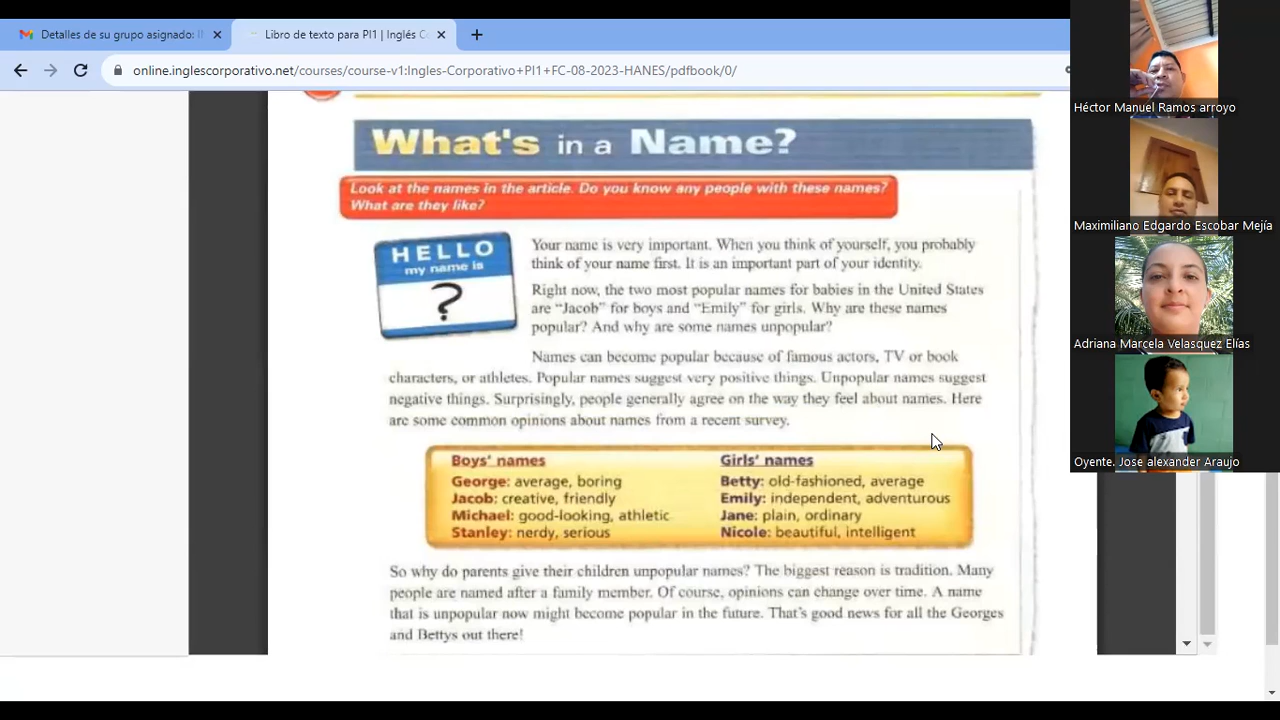 Detalles de su grupo asignado: I
Libro de texto para PI1 | Inglés C
online.inglescorporativo.net/courses/course-v1:Ingles-Corporativo+PI1+FC-08-2023-HANES/pdfbook/0/
What's in a Name?
Look at the names in the article. Do you know any people with these names?
What are they like?
HELLO
my name is
?
Your name is very important. When you think of yourself, you probably
think of your name first. It is an important part of your identity.
Right now, the two most popular names for babies in the United States
are “Jacob” for boys and “Emily” for girls. Why are these names
popular? And why are some names unpopular?
Names can become popular because of famous actors, TV or book
characters, or athletes. Popular names suggest very positive things. Unpopular names suggest
negative things. Surprisingly, people generally agree on the way they feel about names. Here
are some common opinions about names from a recent survey.
Boys' names
George: average, boring
Jacob: creative, friendly
Michael: good-looking, athletic
Stanley: nerdy, serious
Girls' names
Betty: old-fashioned, average
Emily: independent, adventurous
Jane: plain, ordinary
Nicole: beautiful, intelligent
So why do parents give their children unpopular names? The biggest reason is tradition. Many
people are named after a family member. Of course, opinions can change over time. A name
that is unpopular now might become popular in the future. That's good news for all the Georges
and Bettys out there!
Héctor Manuel Ramos arroyo
Maximiliano Edgardo Escobar Mejía
Adriana Marcela Velasquez Elías
Oyente. Jose alexander Araujo